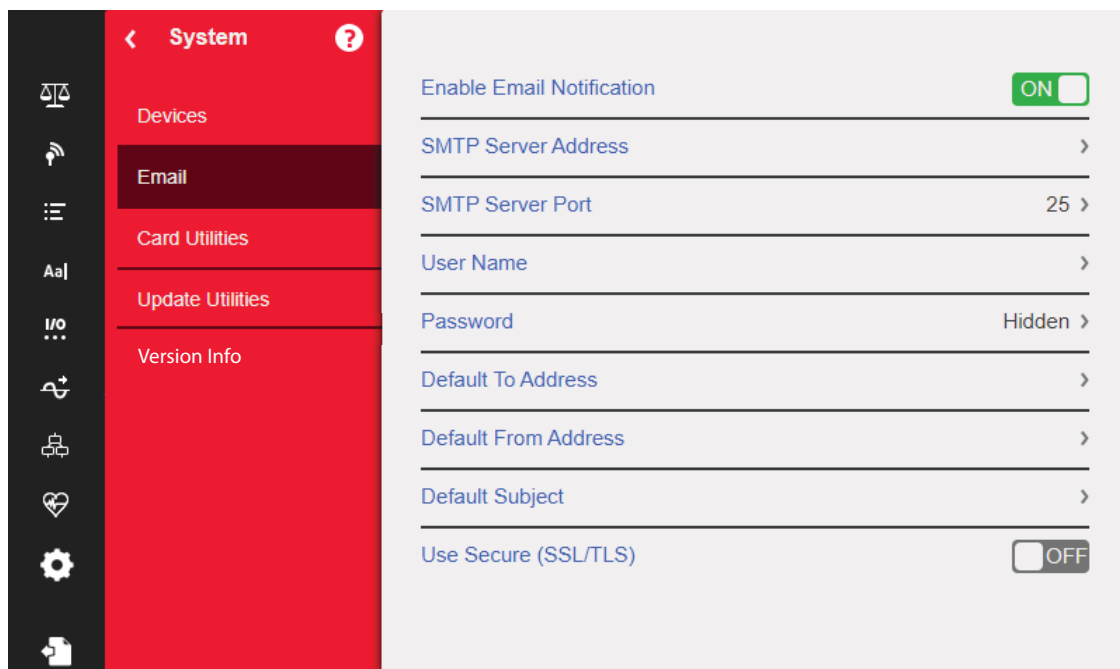 System
?
Devices
Email
Card Utilities
Update Utilities
Version Info
Aa
I/O
Enable Email Notification ON
SMTP Server Address
SMTP Server Port 25
User Name
Password Hidden
Default To Address
Default From Address
Default Subject
Use Secure (SSL/TLS) OFF